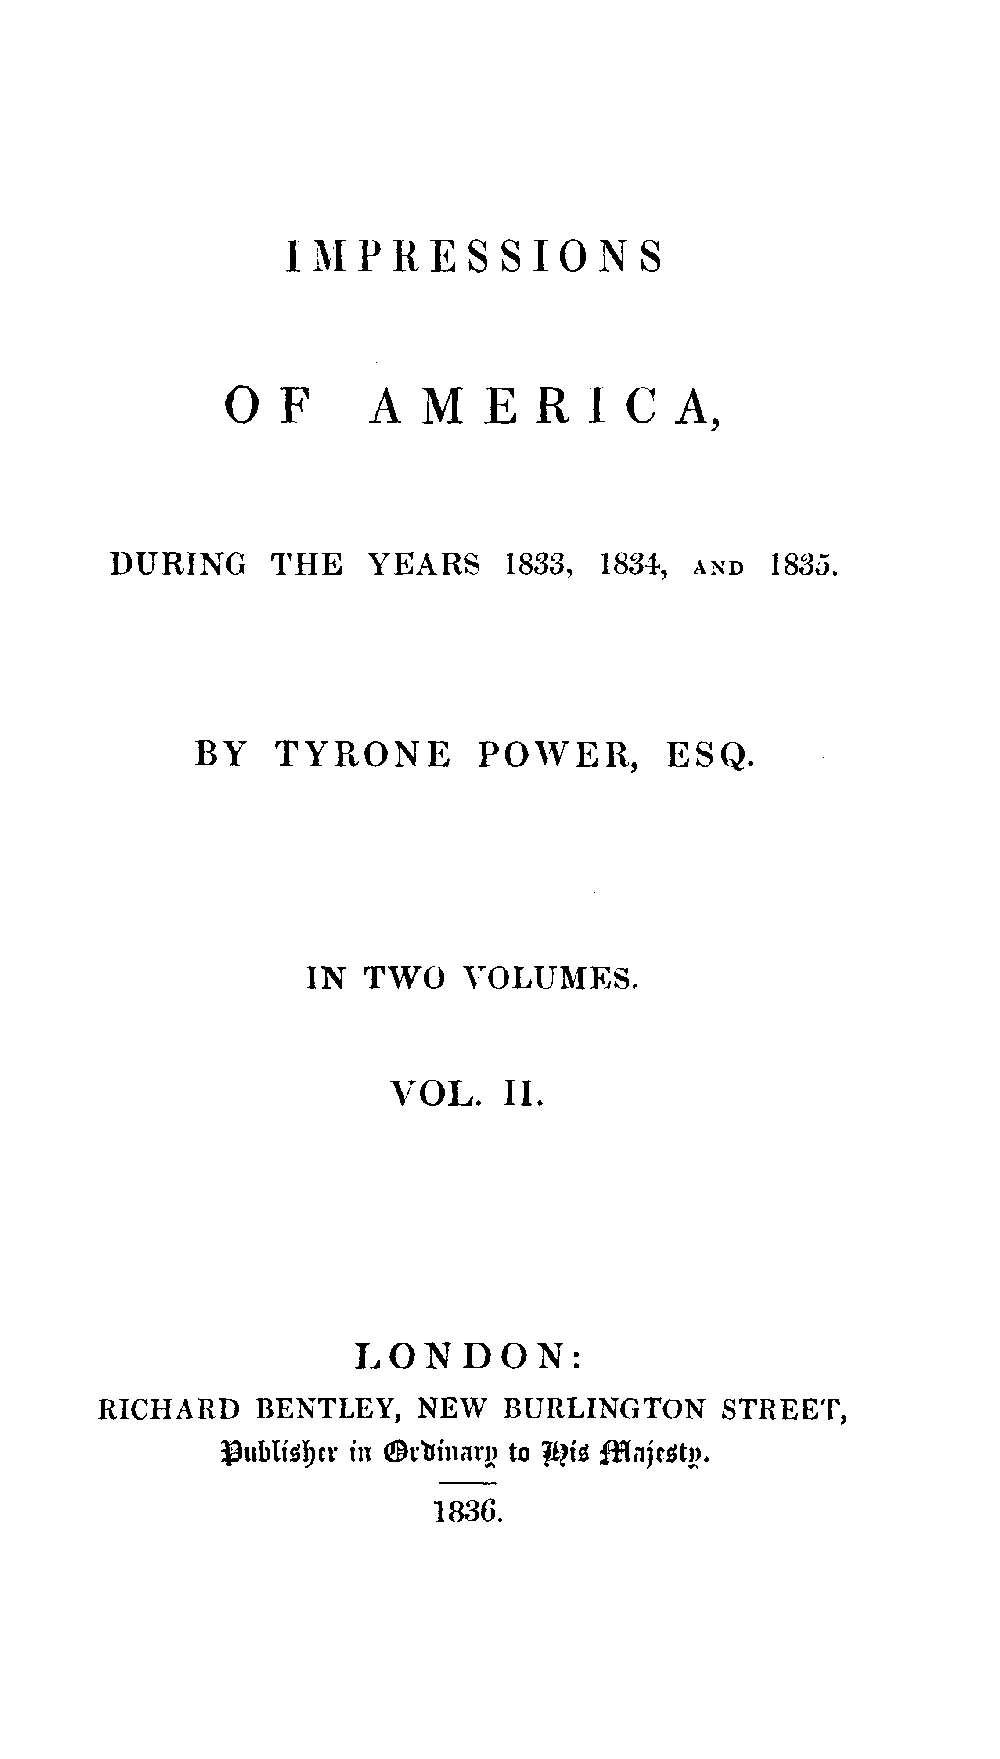 IMPRESSIONS
OF AMERICA,
DURING THE YEARS 1833, 1834, AND 1835.
BY TYRONE POWER, ESQ.
IN TWO VOLUMES.
VOL. II.
LONDON:
RICHARD BENTLEY, NEW BURLINGTON STREET,
Publisher in Ordinary to His Majesty.
1836.